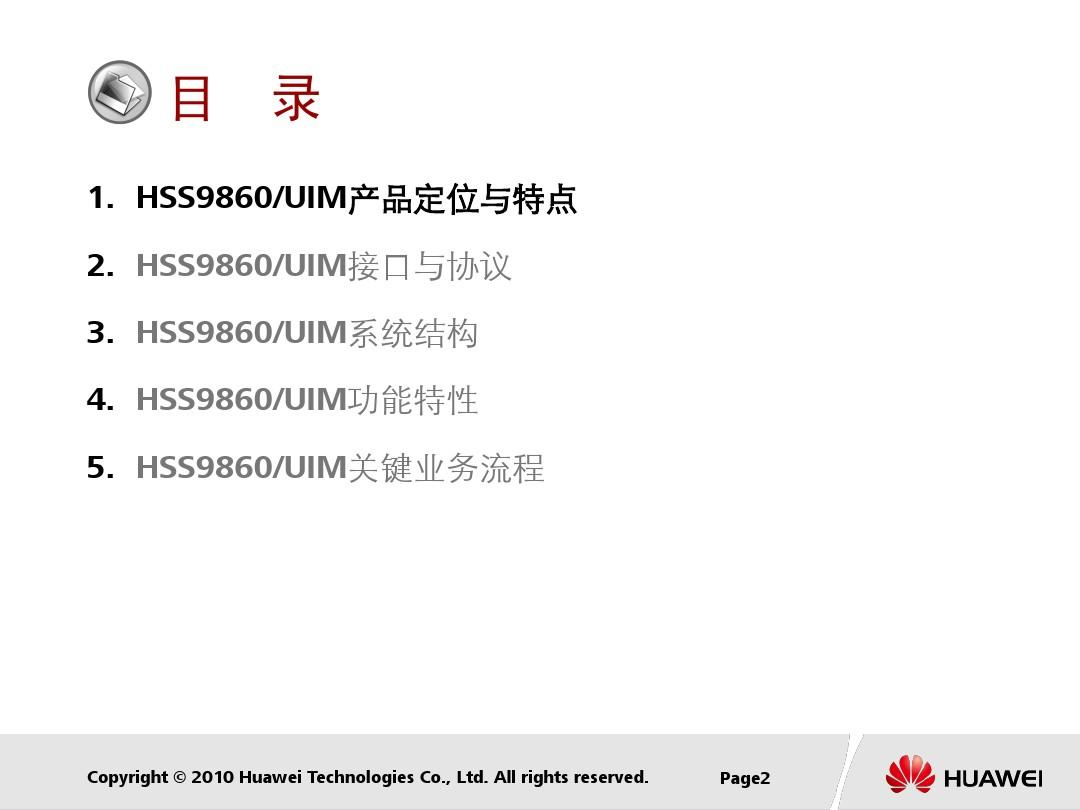 目 录
1. HSS9860/UIM产品定位与特点
2. HSS9860/UIM接口与协议
3. HSS9860/UIM系统结构
4. HSS9860/UIM功能特性
5. HSS9860/UIM关键业务流程
Copyright © 2010 Huawei Technologies Co., Ltd. All rights reserved. Page2 HUAWEI